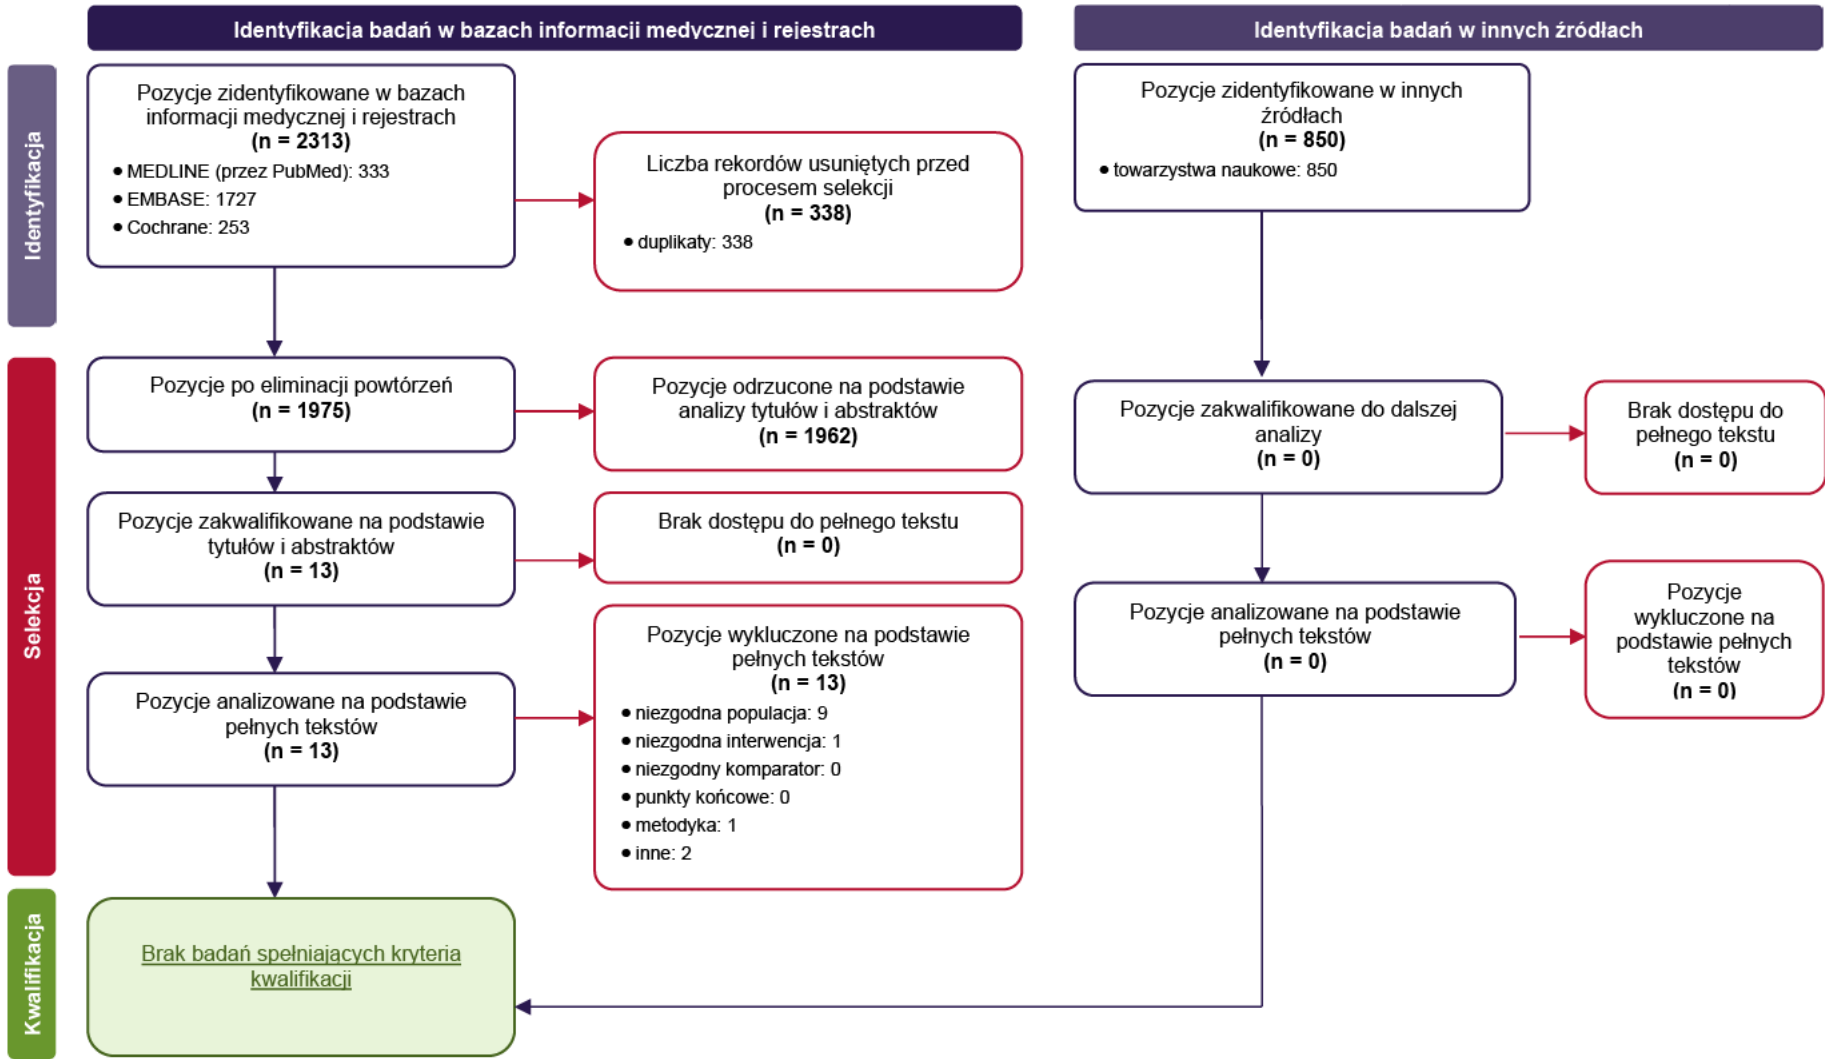 Identyfikacja badań w bazach informacji medycznej i rejestrach
Identyfikacja badań w innych źródłach
Identyfikacja
Pozycje zidentyfikowane w bazach
informacji medycznej i rejestrach
(n = 2313)
• MEDLINE (przez PubMed): 333
• EMBASE: 1727
• Cochrane: 253
Liczba rekordów usuniętych przed
procesem selekcji
(n = 338)
• duplikaty: 338
Pozycje zidentyfikowane w innych
źródłach
(n = 850)
• towarzystwa naukowe: 850
Selekcja
Pozycje po eliminacji powtórzeń
(n = 1975)
Pozycje odrzucone na podstawie
analizy tytułów i abstraktów
(n = 1962)
Pozycje zakwalifikowane do dalszej
analizy
(n = 0)
Brak dostępu do
pełnego tekstu
(n = 0)
Pozycje zakwalifikowane na podstawie
tytułów i abstraktów
(n = 13)
Brak dostępu do pełnego tekstu
(n = 0)
Pozycje analizowane na podstawie
pełnych tekstów
(n = 13)
Pozycje wykluczone na podstawie
pełnych tekstów
(n = 13)
• niezgodna populacja: 9
• niezgodna interwencja: 1
• niezgodny komparator: 0
• punkty końcowe: 0
• metodyka: 1
• inne: 2
Pozycje analizowane na podstawie
pełnych tekstów
(n = 0)
Pozycje
wykluczone na
podstawie pełnych
tekstów
(n = 0)
Kwalifikacja
Brak badań spełniających kryteria
kwalifikacji